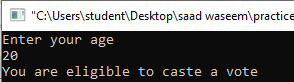 "C:\Users\student\Desktop\saad waseem\practice
Enter your age
20
You are eligible to caste a vote